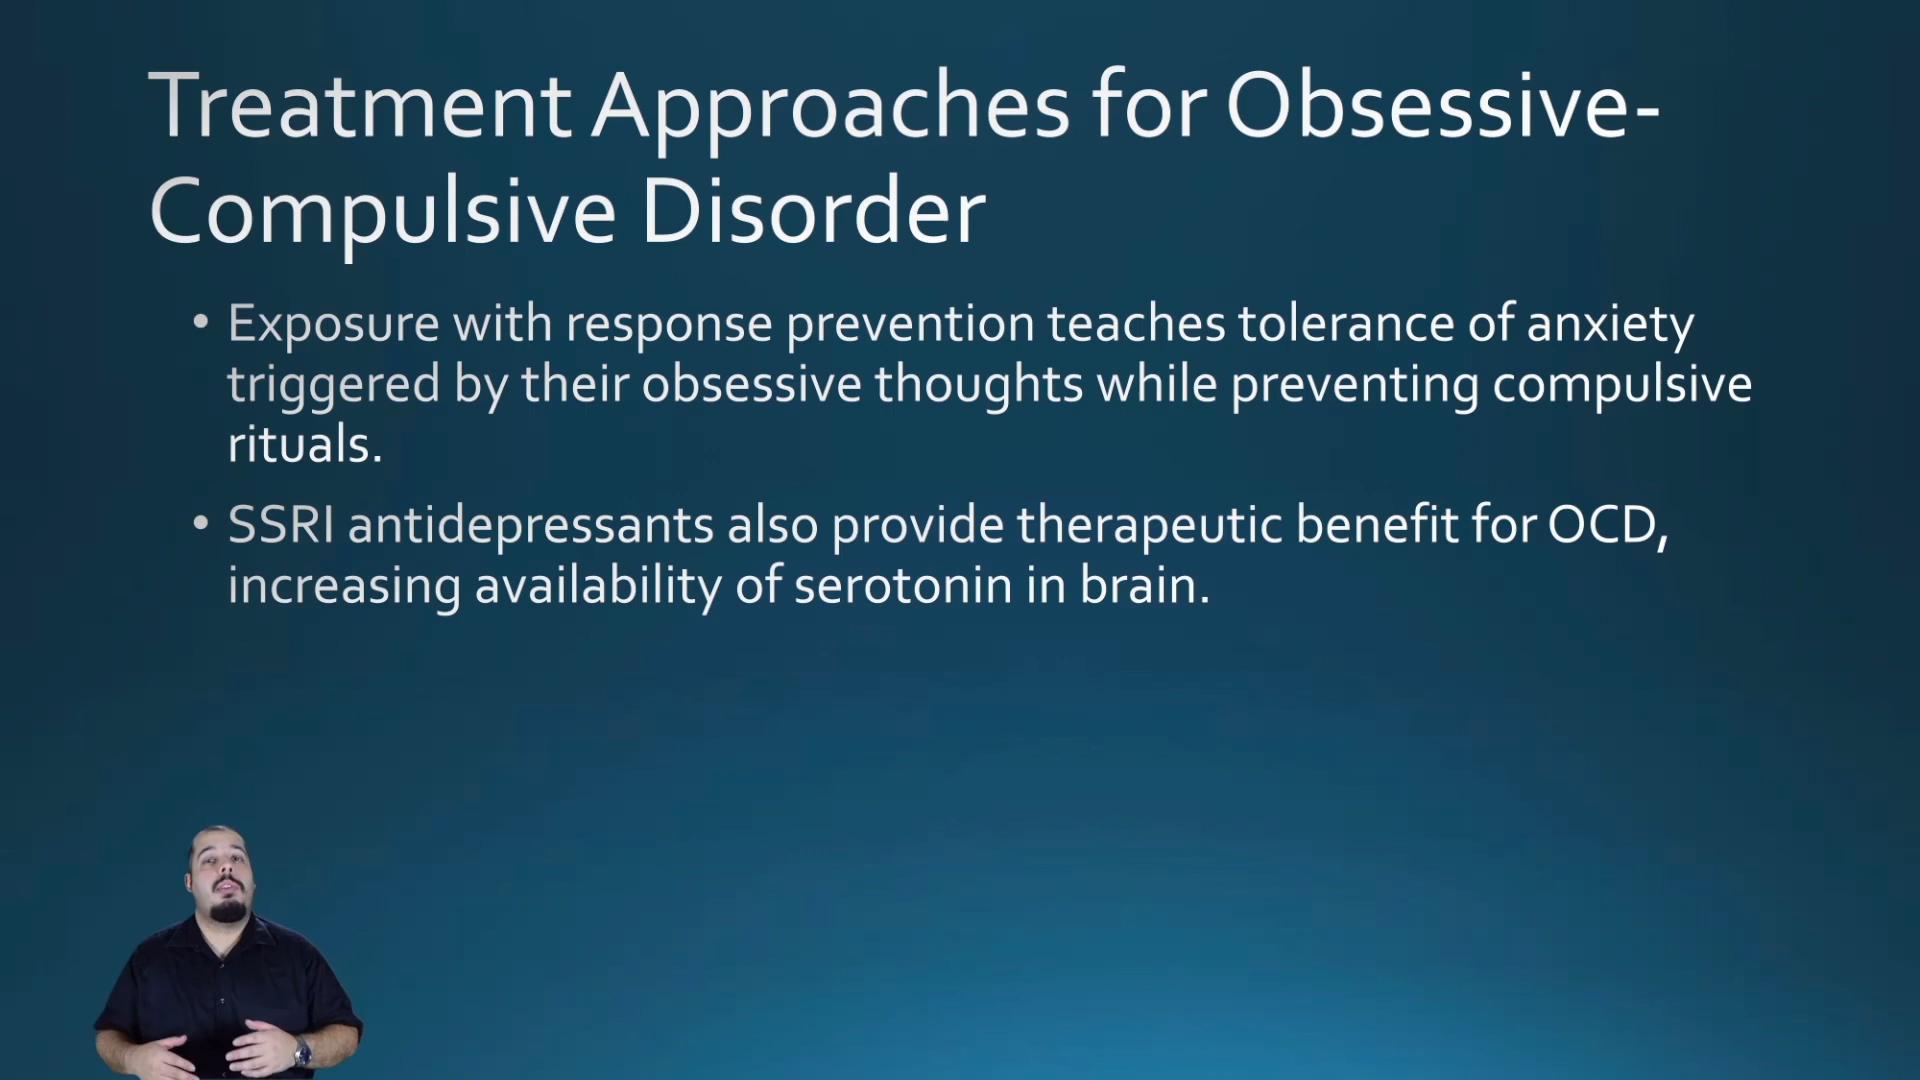 Treatment Approaches for Obsessive-
Compulsive Disorder
• Exposure with response prevention teaches tolerance of anxiety
triggered by their obsessive thoughts while preventing compulsive
rituals.
• SSRI antidepressants also provide therapeutic benefit for OCD,
increasing availability of serotonin in brain.